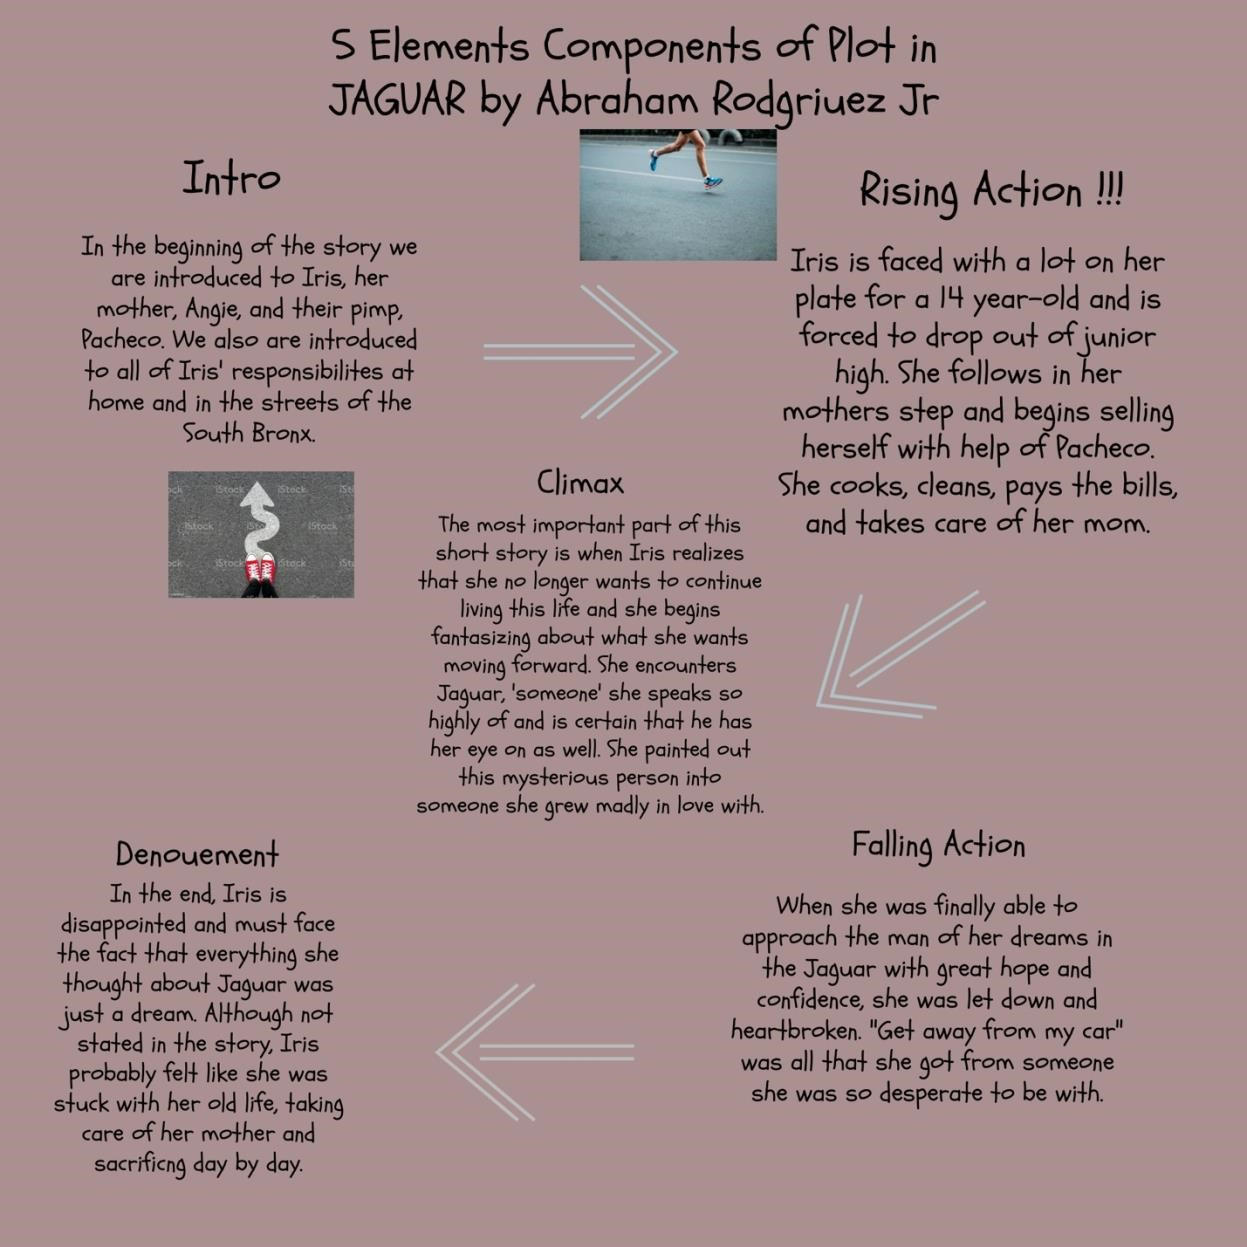 5 Elements Components of Plot in
JAGUAR by Abraham Rodgriuez Jr
Intro
In the beginning of the story we
are introduced to Iris, her
mother, Angie, and their pimp,
Pacheco. We also are introduced
to all of Iris' responsibilites at
home and in the streets of the
South Bronx.
iStock
iStock
iStock
iStock
iStock
iStock
Rising Action !!!
Iris is faced with a lot on her
plate for a 14 year-old and is
forced to drop out of junior
high. She follows in her
mothers step and begins selling
herself with help of Pacheco.
She cooks, cleans, pays the bills,
and takes care of her mom.
Climax
The most important part of this
short story is when Iris realizes
that she no longer wants to continue
living this life and she begins
fantasizing about what she wants
moving forward. She encounters
Jaguar, 'someone' she speaks so
highly of and is certain that he has
her eye on as well. She painted out
this mysterious person into
someone she grew madly in love with.
Falling Action
When she was finally able to
approach the man of her dreams in
the Jaguar with great hope and
confidence, she was let down and
heartbroken. "Get away from my car"
was all that she got from someone
she was so desperate to be with.
Denouement
In the end, Iris is
disappointed and must face
the fact that everything she
thought about Jaguar was
just a dream. Although not
stated in the story, Iris
probably felt like she was
stuck with her old life, taking
care of her mother and
sacrificng day by day.